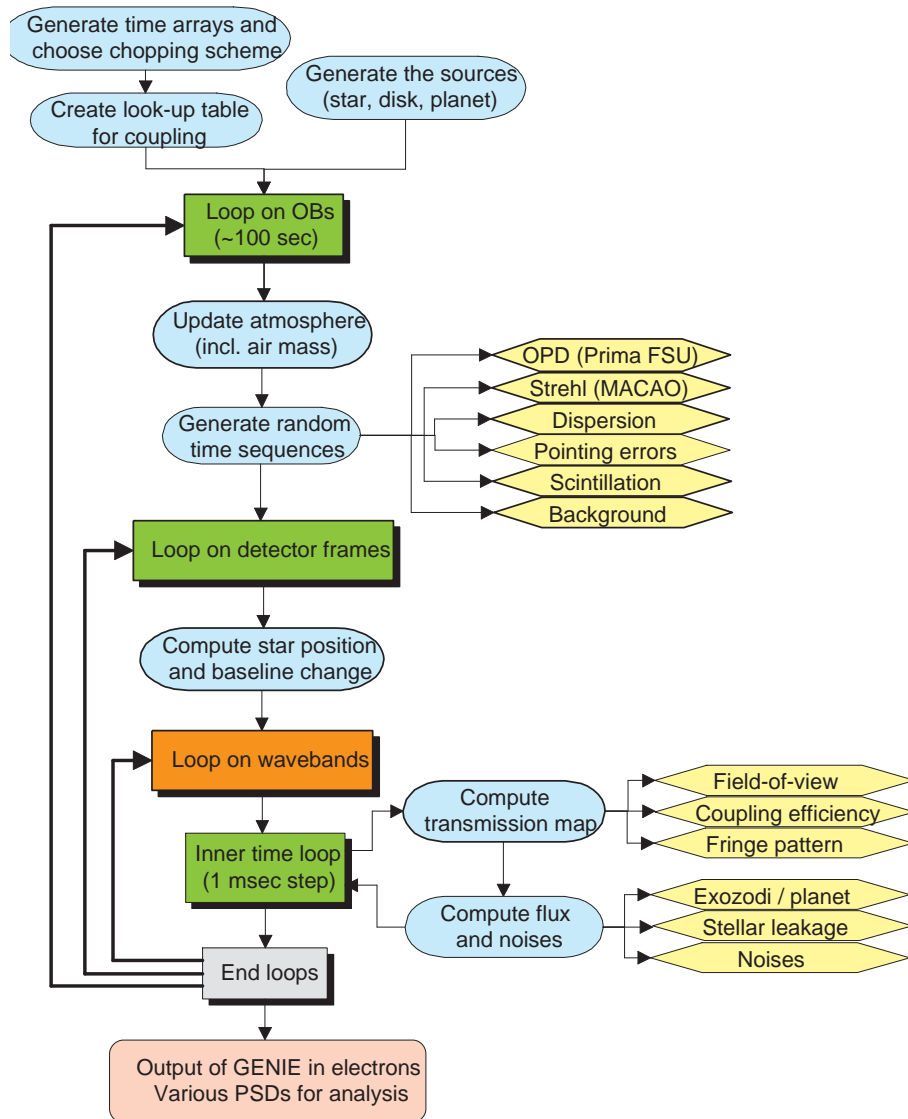 Generate time arrays and
choose chopping scheme
Generate the sources
(star, disk, planet)
Create look-up table
for coupling
Loop on OBs
(~100 sec)
Update atmosphere
(incl. air mass)
Generate random
time sequences
OPD (Prima FSU)
Strehl (MACAO)
Dispersion
Pointing errors
Scintillation
Background
Loop on detector frames
Compute star position
and baseline change
Loop on wavebands
Compute
transmission map
Field-of-view
Coupling efficiency
Fringe pattern
Inner time loop
(1 msec step)
Compute flux
and noises
Exozodi / planet
Stellar leakage
Noises
End loops
Output of GENIE in electrons
Various PSDs for analysis